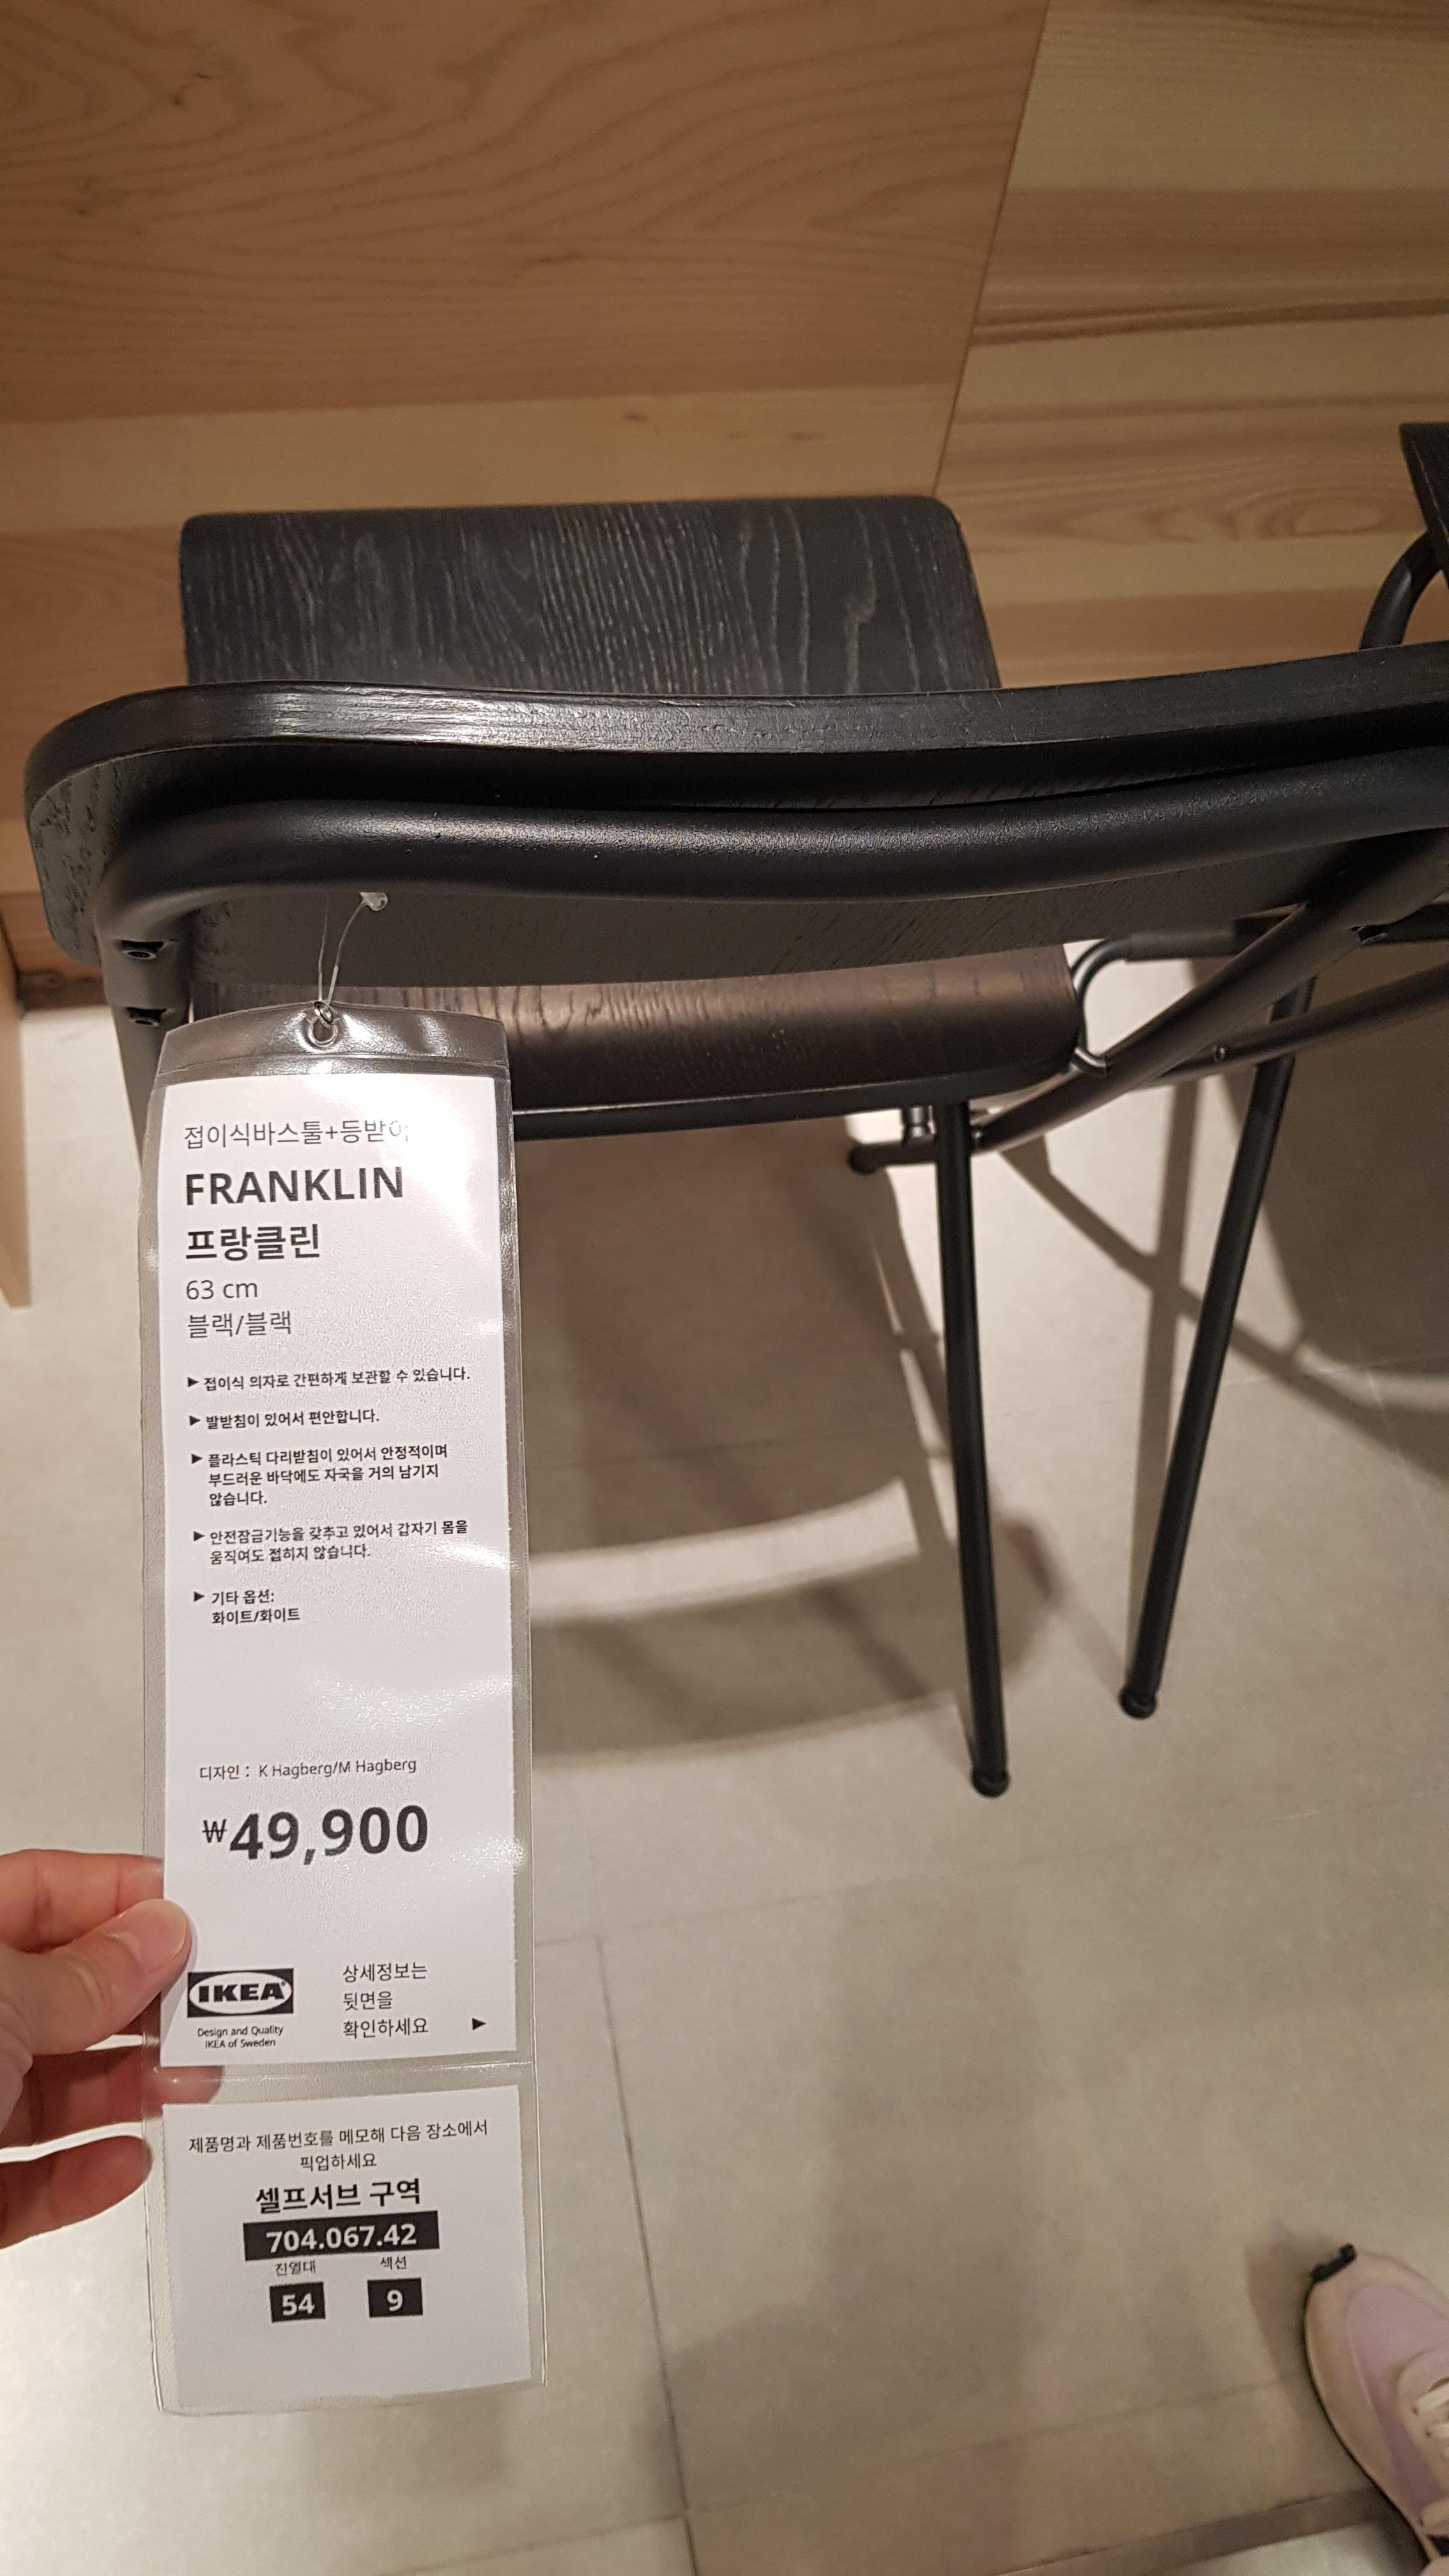 접이식바스툴+등받이
FRANKLIN
프랑클린
63 cm
블랙/블랙
▶ 접이식 의자로 간편하게 보관할 수 있습니다.
▶ 발받침이 있어서 편안합니다.
▶ 플라스틱 다리받침이 있어서 안정적이며
부드러운 바닥에도 자국을 거의 남기지
않습니다.
▶ 안전잠금기능을 갖추고 있어서 갑자기 몸을
움직여도 접히지 않습니다.
▶ 기타 옵션:
화이트/화이트
디자인 : K Hagberg/M Hagberg
₩49,900
IKEA®
Design and Quality
IKEA of Sweden
상세정보는
뒷면을
확인하세요 ▶
제품명과 제품번호를 메모해 다음 장소에서
픽업하세요
셀프서브 구역
704.067.42
진열대 섹션
54 9